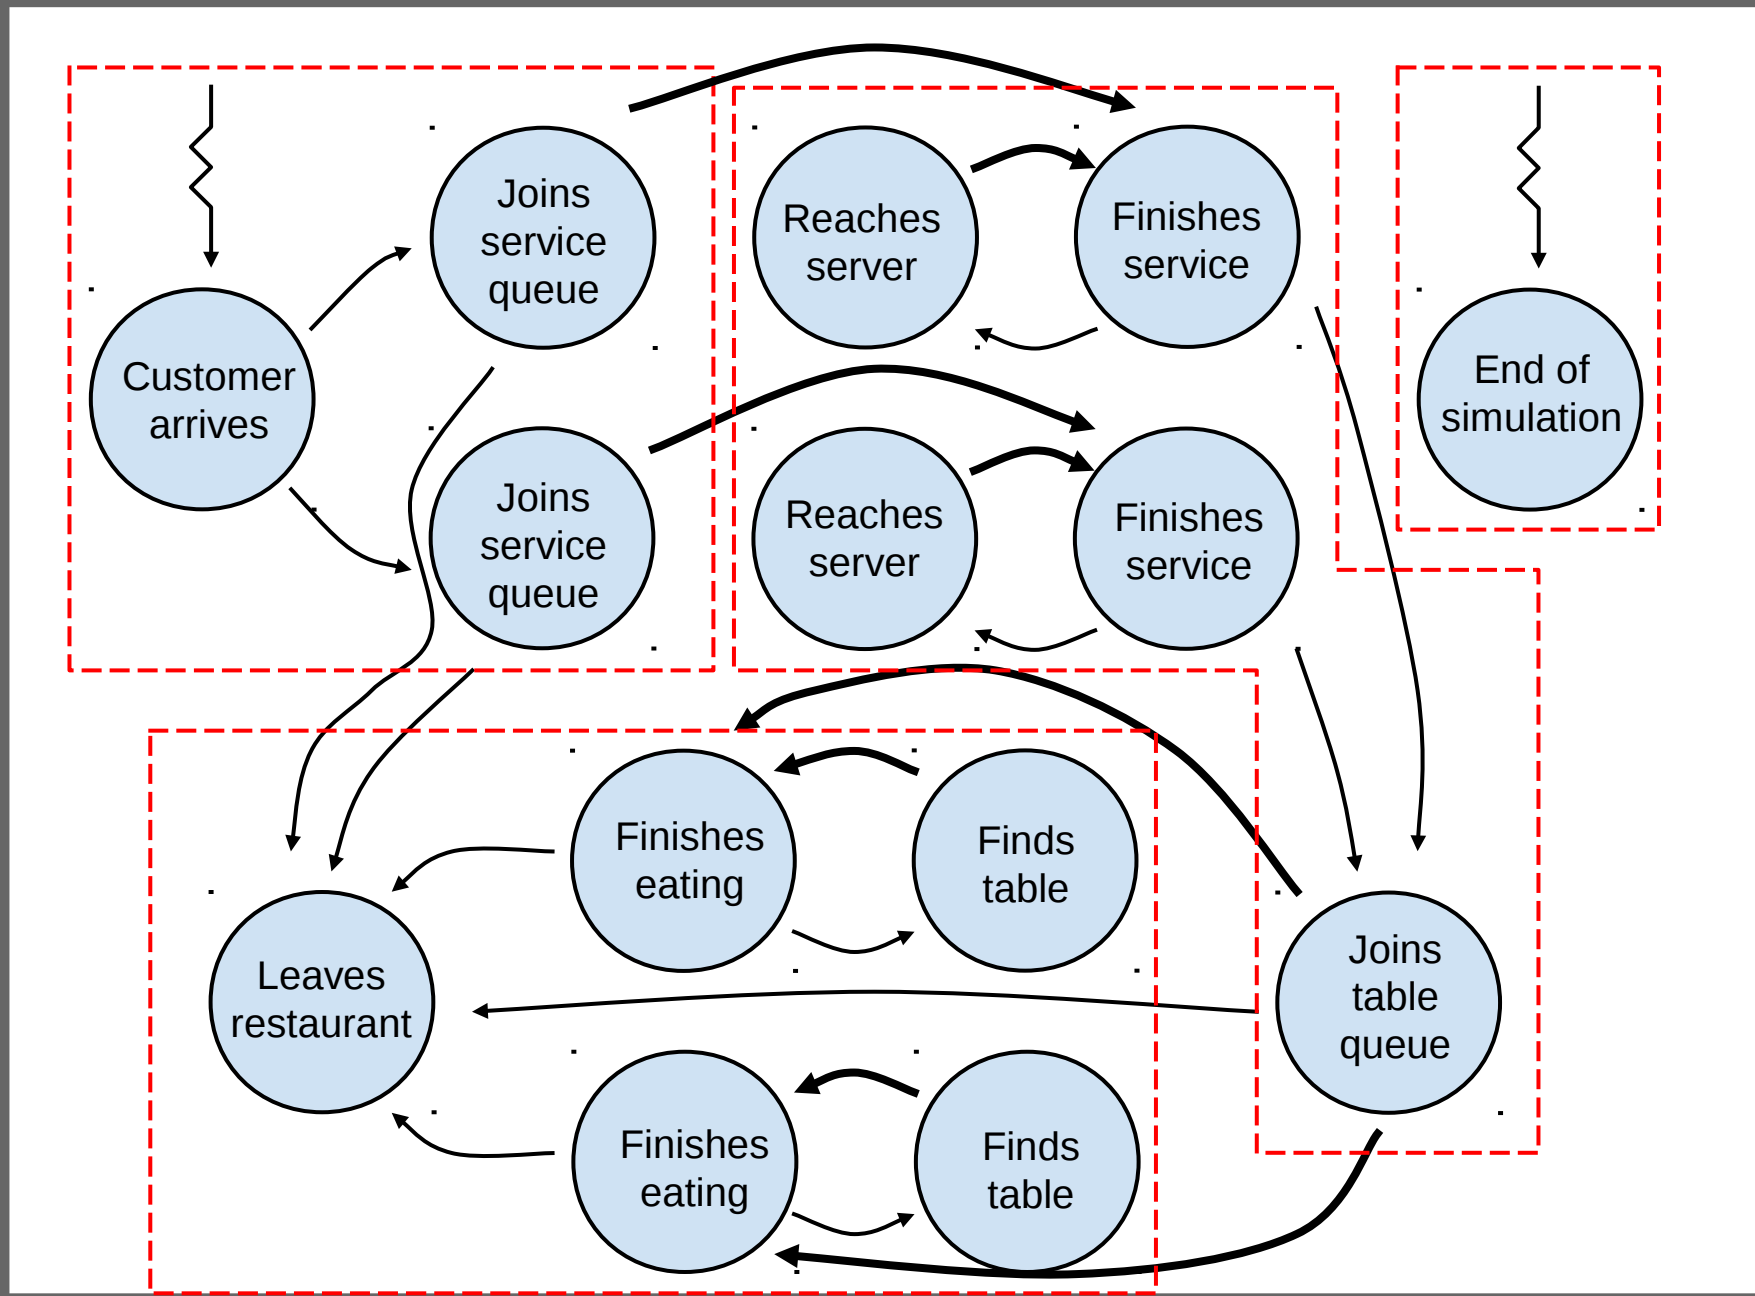 Joins
service
queue
Reaches
server
Finishes
service
Customer
arrives
End of
simulation
Joins
service
queue
Reaches
server
Finishes
service
Finishes
eating
Finds
table
Leaves
restaurant
Joins
table
queue
Finishes
eating
Finds
table